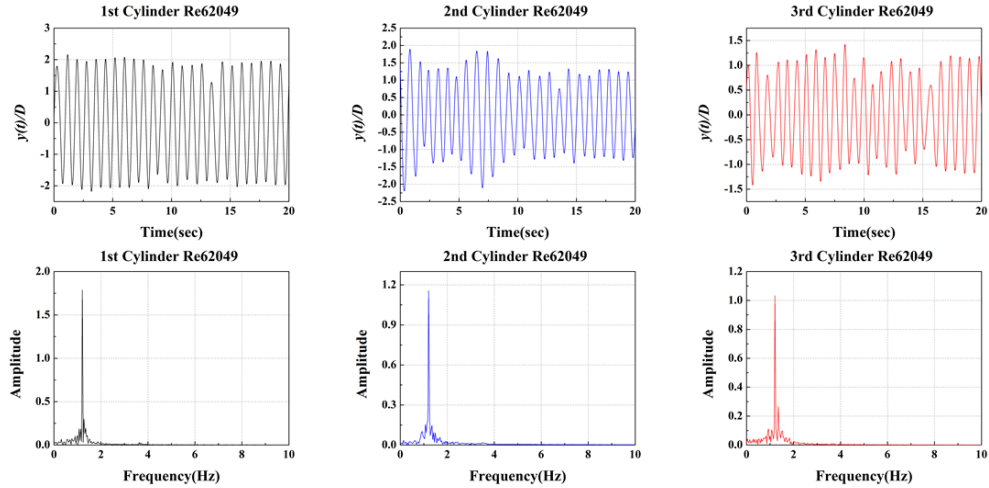 1st Cylinder Re62049
3
2
1
0
-1
-2
y(t)/D
0 5 10 15 20
Time(sec)
2nd Cylinder Re62049
2.5
2.0
1.5
1.0
0.5
0.0
-0.5
-1.0
-1.5
-2.0
-2.5
y(t)/D
0 5 10 15 20
Time(sec)
3rd Cylinder Re62049
1.5
1.0
0.5
0.0
-0.5
-1.0
-1.5
y(t)/D
0 5 10 15 20
Time(sec)
1st Cylinder Re62049
2.0
1.5
1.0
0.5
0.0
Amplitude
0 2 4 6 8 10
Frequency(Hz)
2nd Cylinder Re62049
1.2
0.9
0.6
0.3
0.0
Amplitude
0 2 4 6 8 10
Frequency(Hz)
3rd Cylinder Re62049
1.2
1.0
0.8
0.6
0.4
0.2
0.0
Amplitude
0 2 4 6 8 10
Frequency(Hz)